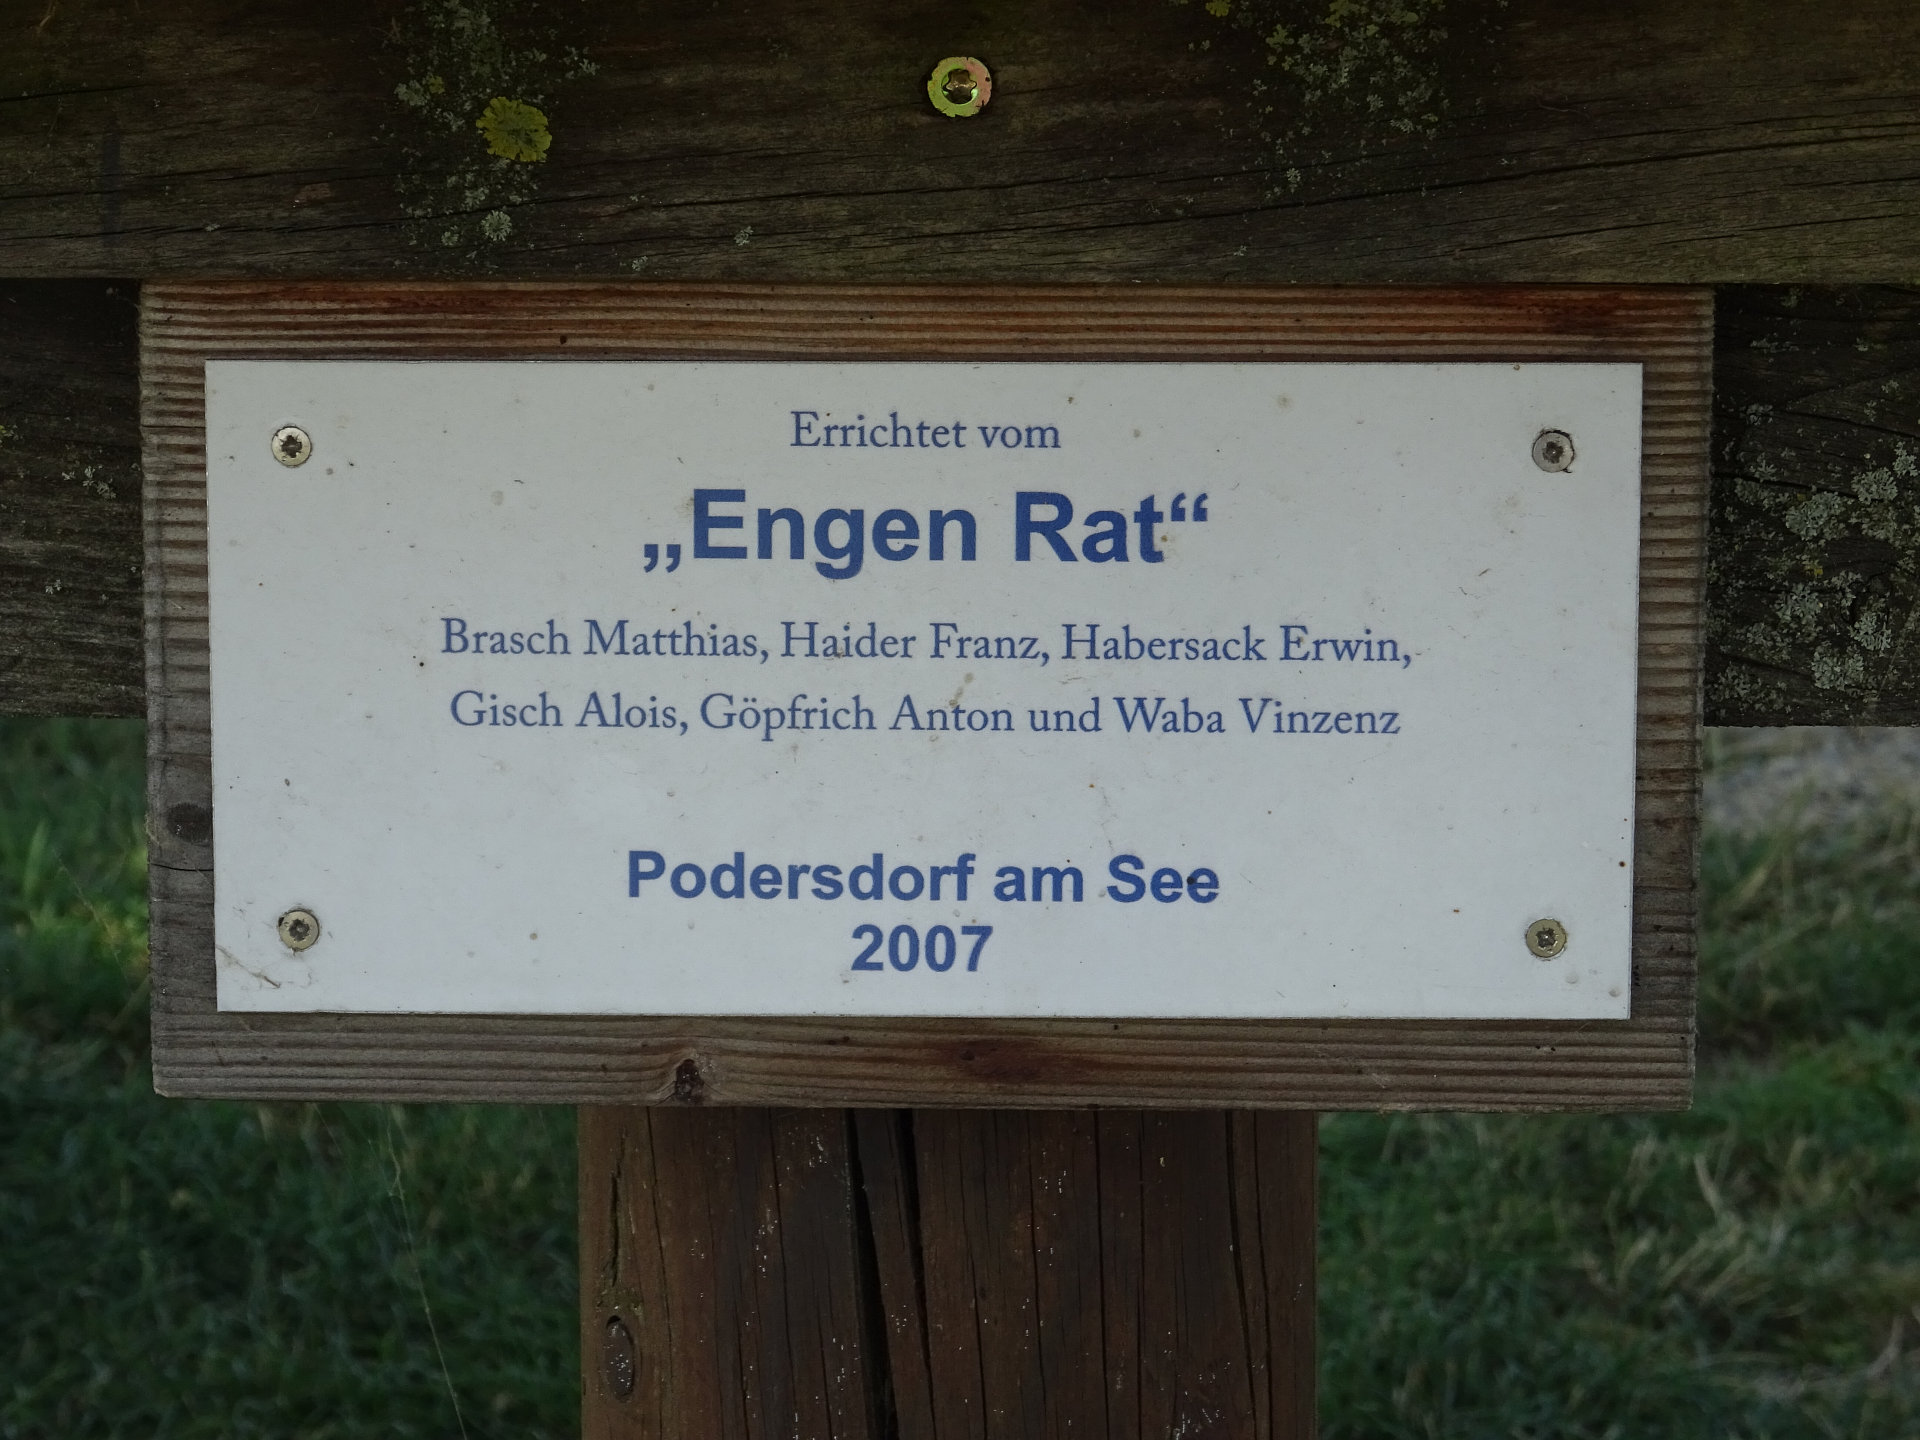 Errichtet vom
„Engen Rat“
Brasch Matthias, Haider Franz, Habersack Erwin,
Gisch Alois, Göpfrich Anton und Waba Vinzenz
Podersdorf am See
2007